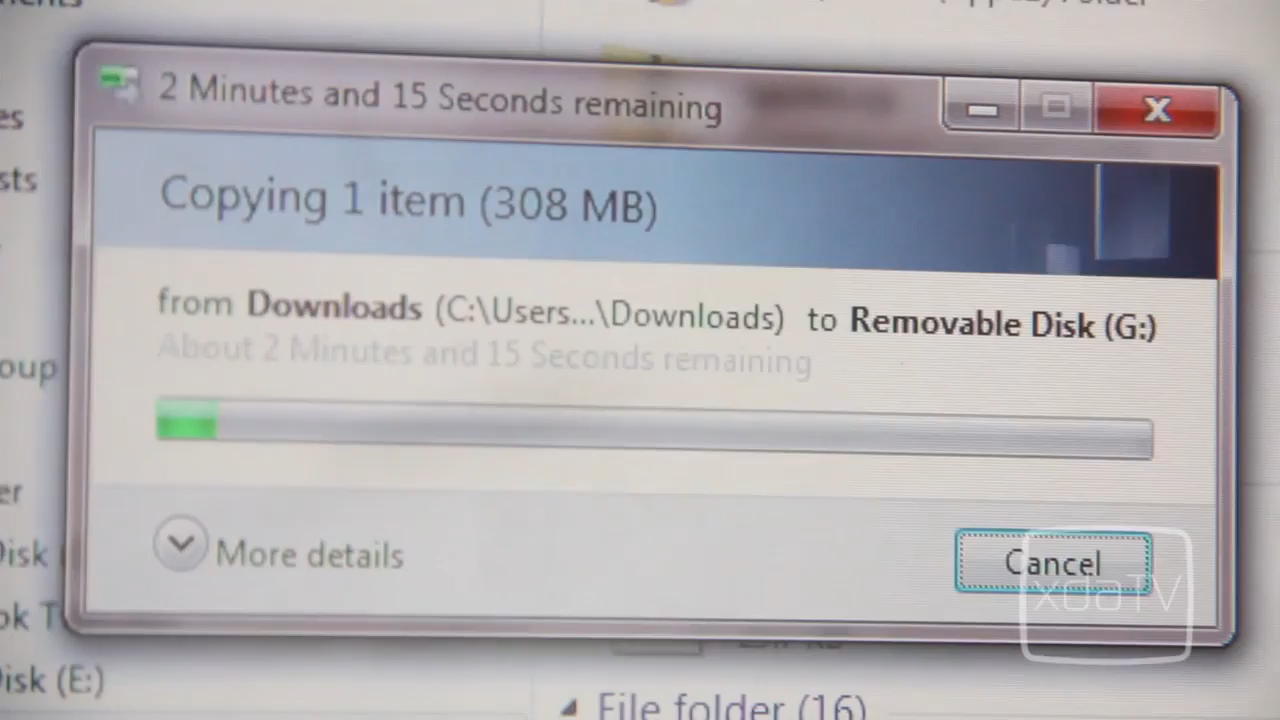 2 Minutes and 15 Seconds remaining
Copying 1 item (308 MB)
from Downloads (C:\Users...\Downloads) to Removable Disk (G:)
About 2 Minutes and 15 Seconds remaining
More details
Cancel
xdaTV
Disk (E:)
File folder (16)